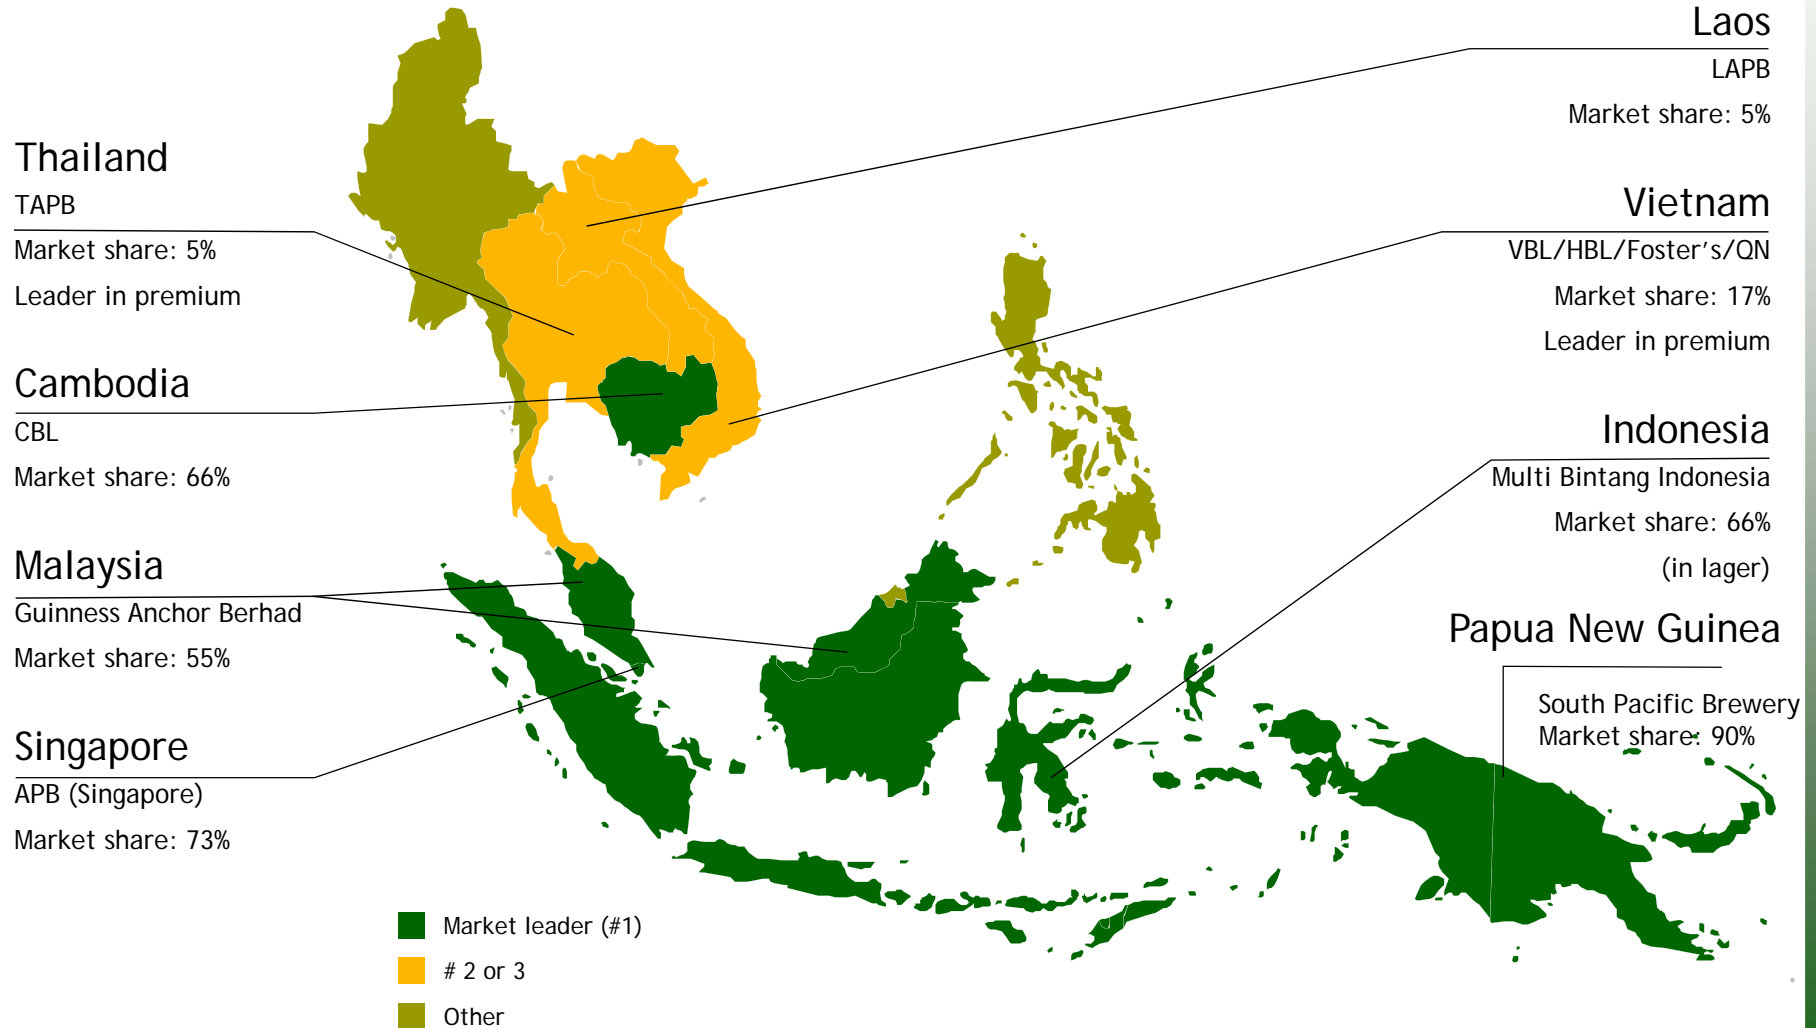 Thailand
TAPB
Market share: 5%
Leader in premium
Cambodia
CBL
Market share: 66%
Malaysia
Guinness Anchor Berhad
Market share: 55%
Singapore
APB (Singapore)
Market share: 73%
Laos
LAPB
Market share: 5%
Vietnam
VBL/HBL/Foster’s/QN
Market share: 17%
Leader in premium
Indonesia
Multi Bintang Indonesia
Market share: 66%
(in lager)
Papua New Guinea
South Pacific Brewery
Market share: 90%
Market leader (#1)
# 2 or 3
Other